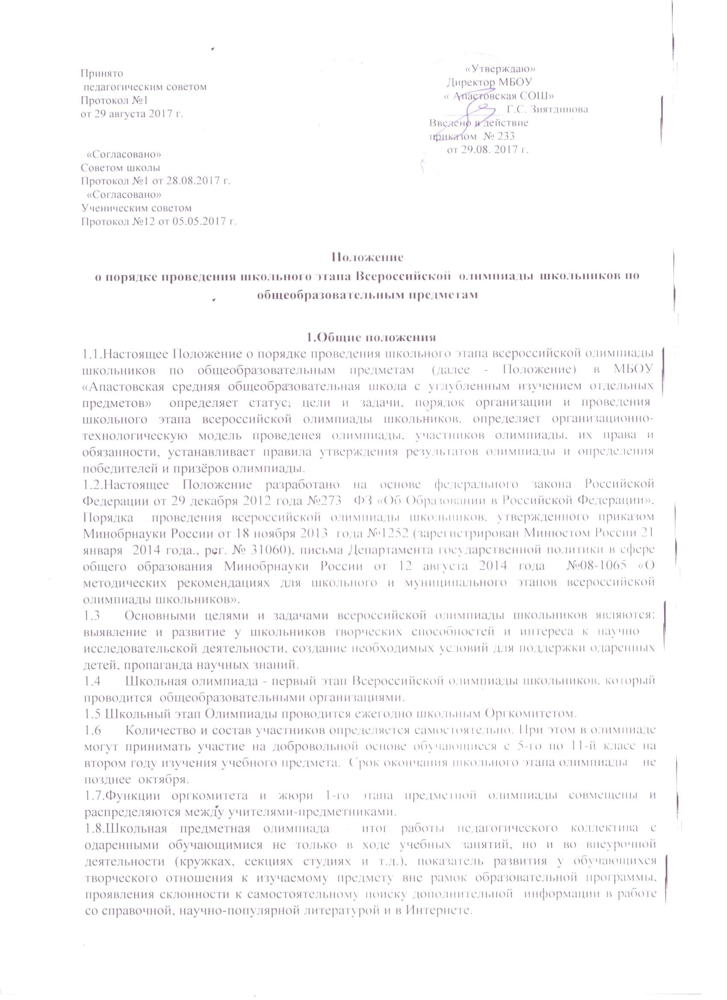 Принято
педагогическим советом
Протокол №1
от 29 августа 2017 г.
«Утверждаю»
Директор МБОУ
« Апастовская СОШ»
Г.С. Зиятдинова
Введено в действие
приказом № 233
от 29.08. 2017 г.
«Согласовано»
Советом школы
Протокол №1 от 28.08.2017 г.
«Согласовано»
Ученическим советом
Протокол №12 от 05.05.2017 г.
Положение
о порядке проведения школьного этапа Всероссийской олимпиады школьников по
общеобразовательным предметам
1.Общие положения
1.1.Настоящее Положение о порядке проведения школьного этапа всероссийской олимпиады
школьников по общеобразовательным предметам (далее - Положение) в МБОУ
«Апастовская средняя общеобразовательная школа с углубленным изучением отдельных
предметов» определяет статус, цели и задачи, порядок организации и проведения
школьного этапа всероссийской олимпиады школьников, определяет организационно-
технологическую модель проведенея олимпиады, участников олимпиады, их права и
обязанности, устанавливает правила утверждения результатов олимпиады и определения
победителей и призёров олимпиады.
1.2.Настоящее Положение разработано на основе федерального закона Российской
Федерации от 29 декабря 2012 года №273 ФЗ «Об Образовании в Российской Федерации»,
Порядка проведения всероссийской олимпиады школьников, утвержденного приказом
Минобрнауки России от 18 ноября 2013 года №1252 (зарегистрирован Минюстом России 21
января 2014 года., рег. № 31060), письма Департамента государственной политики в сфере
общего образования Минобрнауки России от 12 августа 2014 года №08-1065 «О
методических рекомендациях для школьного и муниципального этапов всероссийской
олимпиады школьников».
1.3 Основными целями и задачами всероссийской олимпиады школьников являются:
выявление и развитие у школьников творческих способностей и интереса к научно
исследовательской деятельности, создание необходимых условий для поддержки одаренных
детей, пропаганда научных знаний.
1.4 Школьная олимпиада - первый этап Всероссийской олимпиады школьников, который
проводится общеобразовательными организациями.
1.5 Школьный этап Олимпиады проводится ежегодно школьным Оргкомитетом.
1.6 Количество и состав участников определяется самостоятельно. При этом в олимпиаде
могут принимать участие на добровольной основе обучающиеся с 5-го по 11-й класс на
втором году изучения учебного предмета. Срок окончания школьного этапа олимпиады не
позднее октября.
1.7.Функции оргкомитета и жюри 1-го этапа предметной олимпиады совмещены и
распределяются между учителями-предметниками.
1.8.Школьная предметная олимпиада итог работы педагогического коллектива с
одаренными обучающимися не только в ходе учебных занятий, но и во внеурочной
деятельности (кружках, секциях студиях и т.д.), показатель развития у обучающихся
творческого отношения к изучаемому предмету вне рамок образовательной программы,
проявления склонности к самостоятельному поиску дополнительной информации в работе
со справочной, научно-популярной литературой и в Интернете.